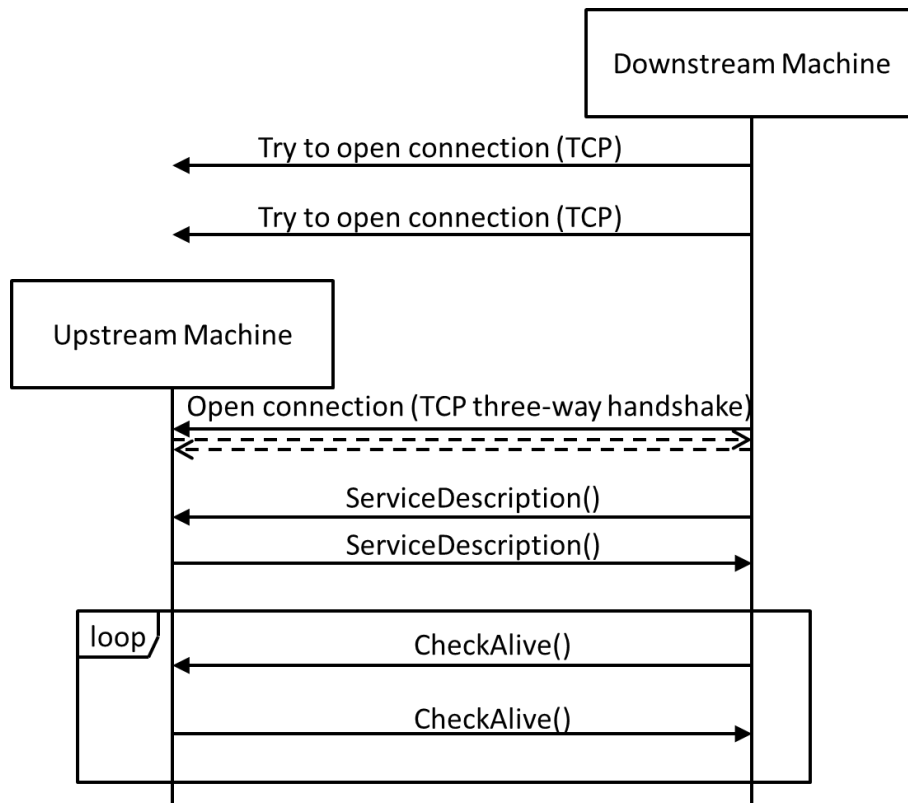 Downstream Machine
Try to open connection (TCP)
Try to open connection (TCP)
Upstream Machine
Open connection (TCP three-way handshake)
ServiceDescription()
ServiceDescription()
loop
CheckAlive()
CheckAlive()